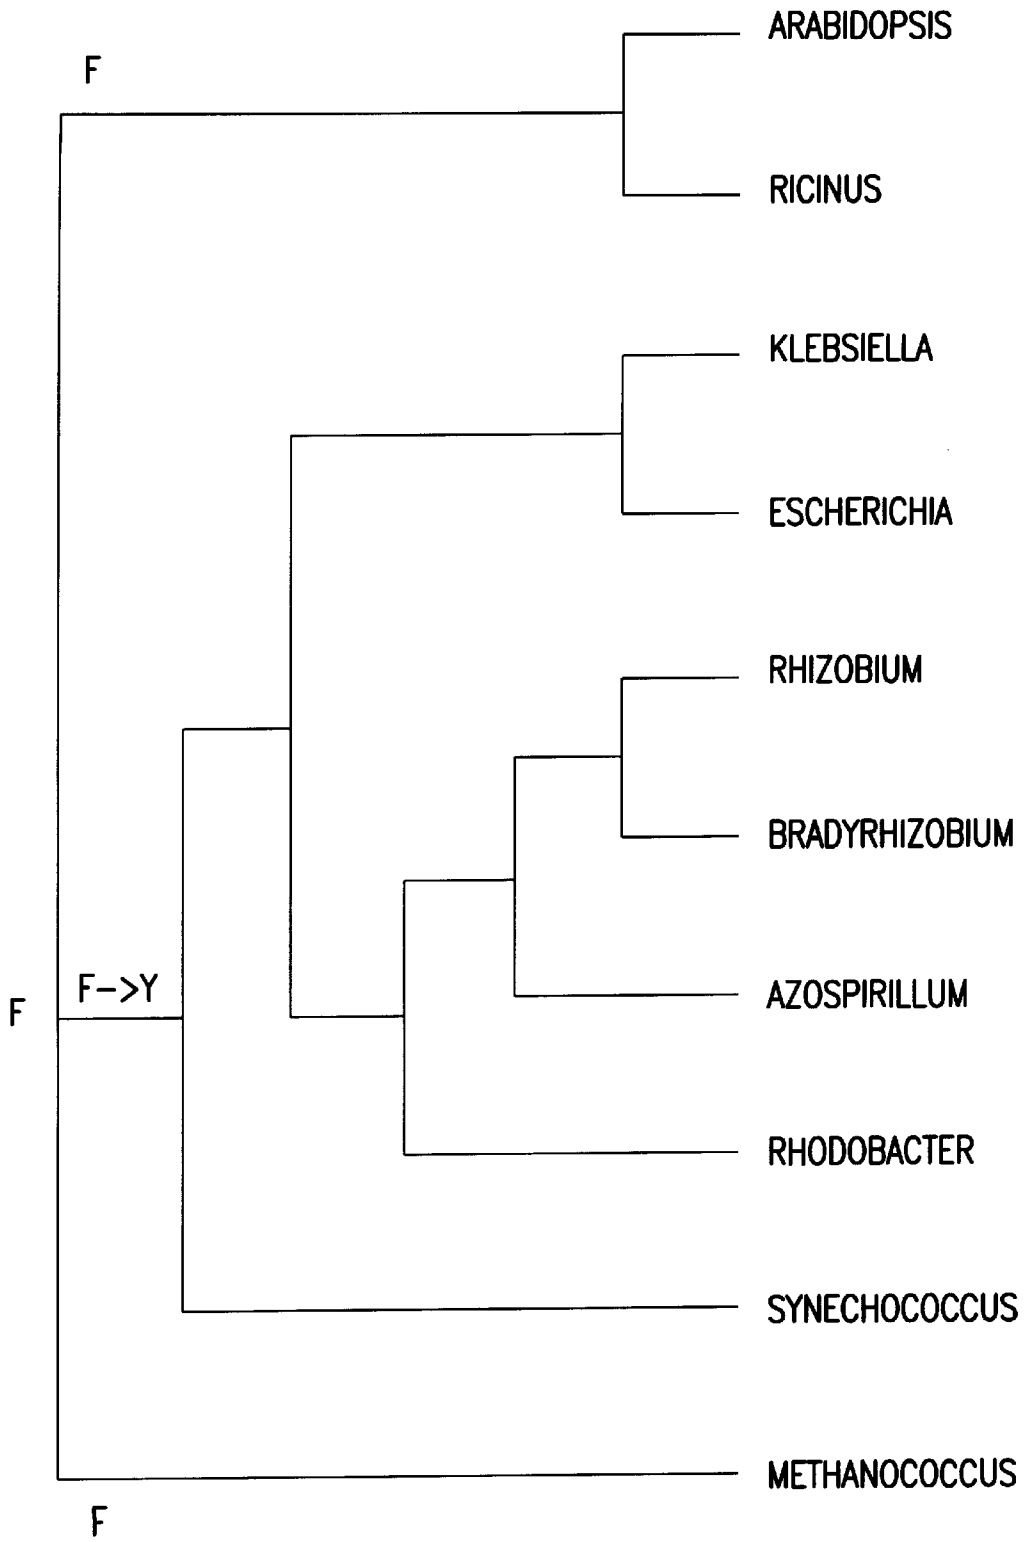 ARABIDOPSIS
F
RICINUS
KLEBSIELLA
ESCHERICHIA
RHIZOBIUM
BRADYRHIZOBIUM
F->Y
AZOSPIRILLUM
F
RHODOBACTER
SYNECHOCOCCUS
METHANOCOCCUS
F